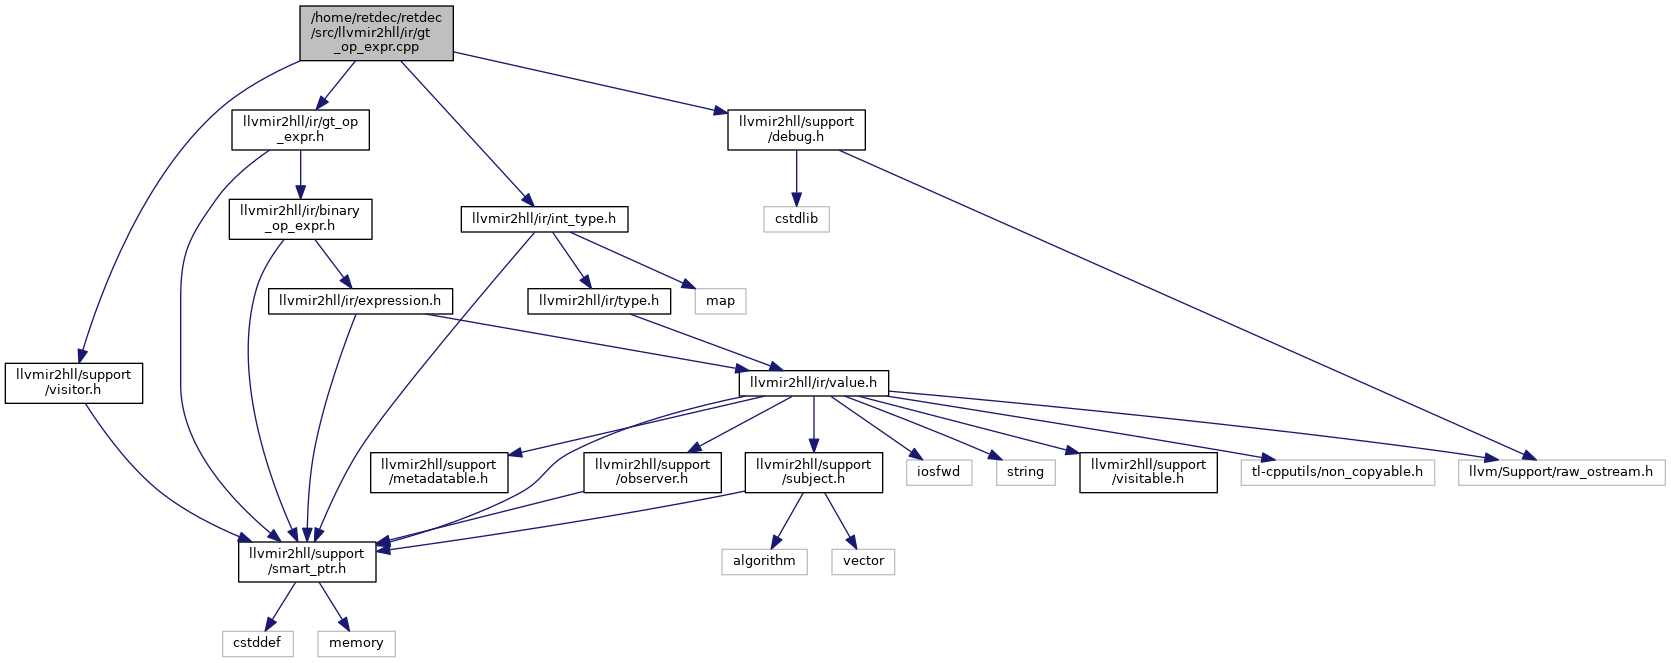 /home/retdec/retdec
/src/llvmir2hll/ir/gt
_op_expr.cpp
llvmir2hll/ir/gt_op
_expr.h
llvmir2hll/support
/debug.h
llvmir2hll/ir/binary
_op_expr.h
llvmir2hll/ir/int_type.h
cstdlib
llvmir2hll/ir/expression.h
llvmir2hll/ir/type.h
map
llvmir2hll/support
/visitor.h
llvmir2hll/ir/value.h
llvmir2hll/support
/metadatable.h
llvmir2hll/support
/observer.h
llvmir2hll/support
/subject.h
iosfwd
string
llvmir2hll/support
/visitable.h
tl-cpputils/non_copyable.h
llvm/Support/raw_ostream.h
llvmir2hll/support
/smart_ptr.h
algorithm
vector
cstddef
memory